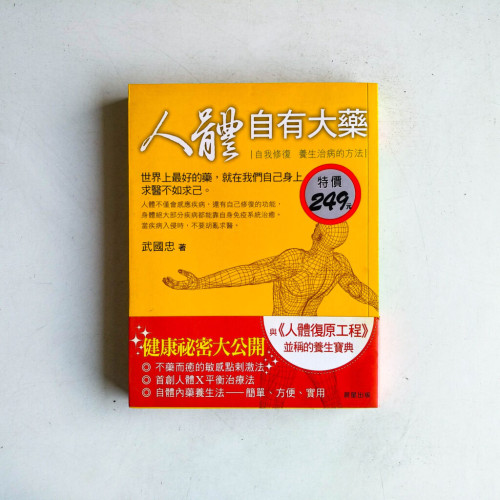 人體自有大藥
|自我修復 養生治病的方法|
世界上最好的藥,就在我們自己身上,
求醫不如求己。
特價
249元
人體不僅會感應疾病,還有自己修復的功能,
身體絕大部分疾病都能靠自身免疫系統治癒。
當疾病入侵時,不要胡亂求醫。
武國忠 著
與《人體復原工程》
並稱的養生寶典
健康祕密大公開
◎ 不藥而癒的敏感點刺激法
◎ 首創人體X平衡治療法
◎ 自體內藥養生法——簡單、方便、實用